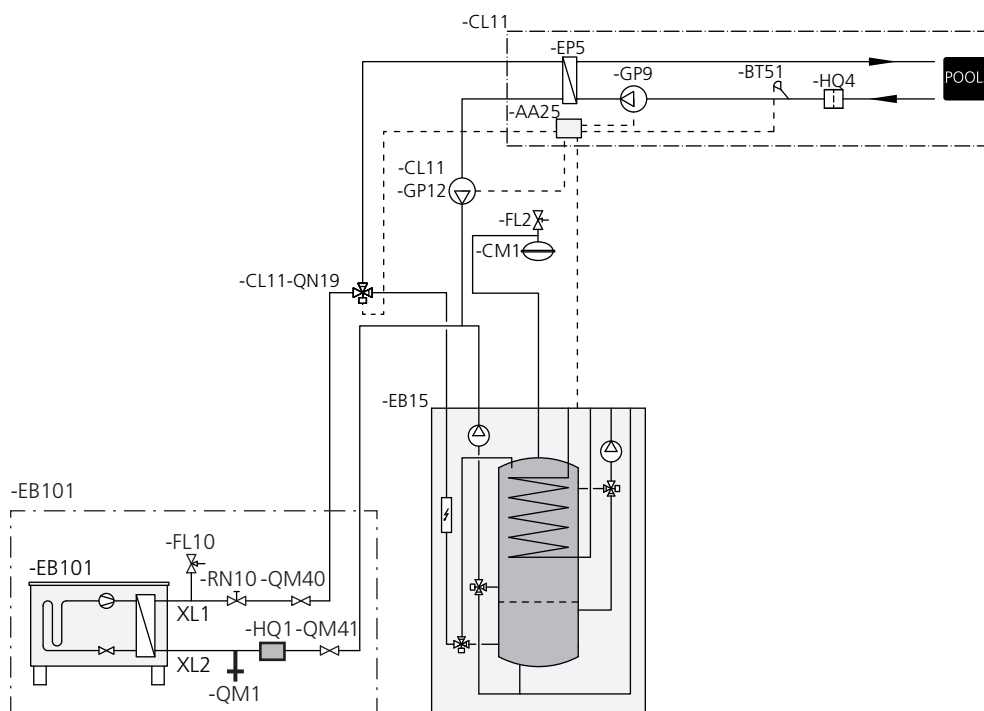 -CL11
-EP5
-GP9
-BT51
-HQ4
POOL
-AA25
-CL11
-GP12
-FL2
-CM1
-CL11-QN19
-EB15
-EB101
-FL10
-EB101
-RN10 -QM40
XL1
-HQ1 -QM41
XL2
-QM1